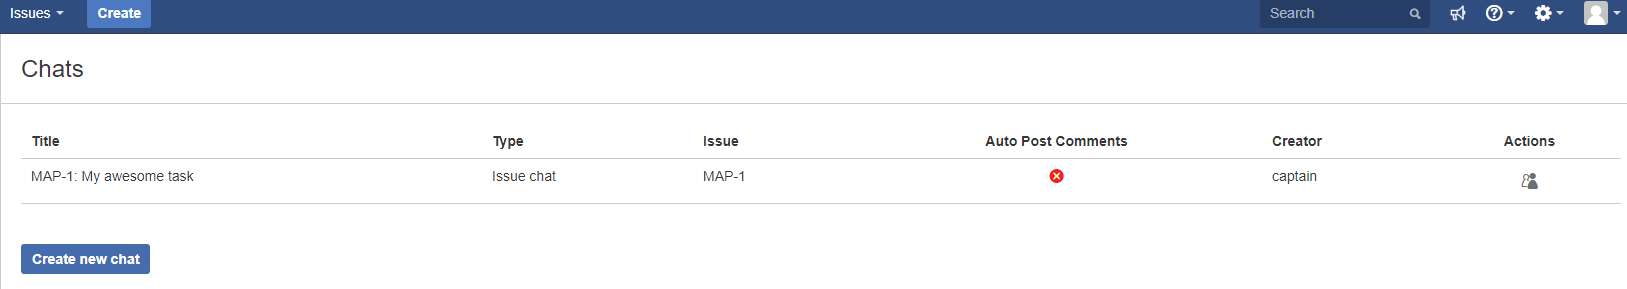 Issues Create Search
Chats
Title Type Issue Auto Post Comments Creator Actions
MAP-1: My awesome task Issue chat MAP-1 captain
Create new chat